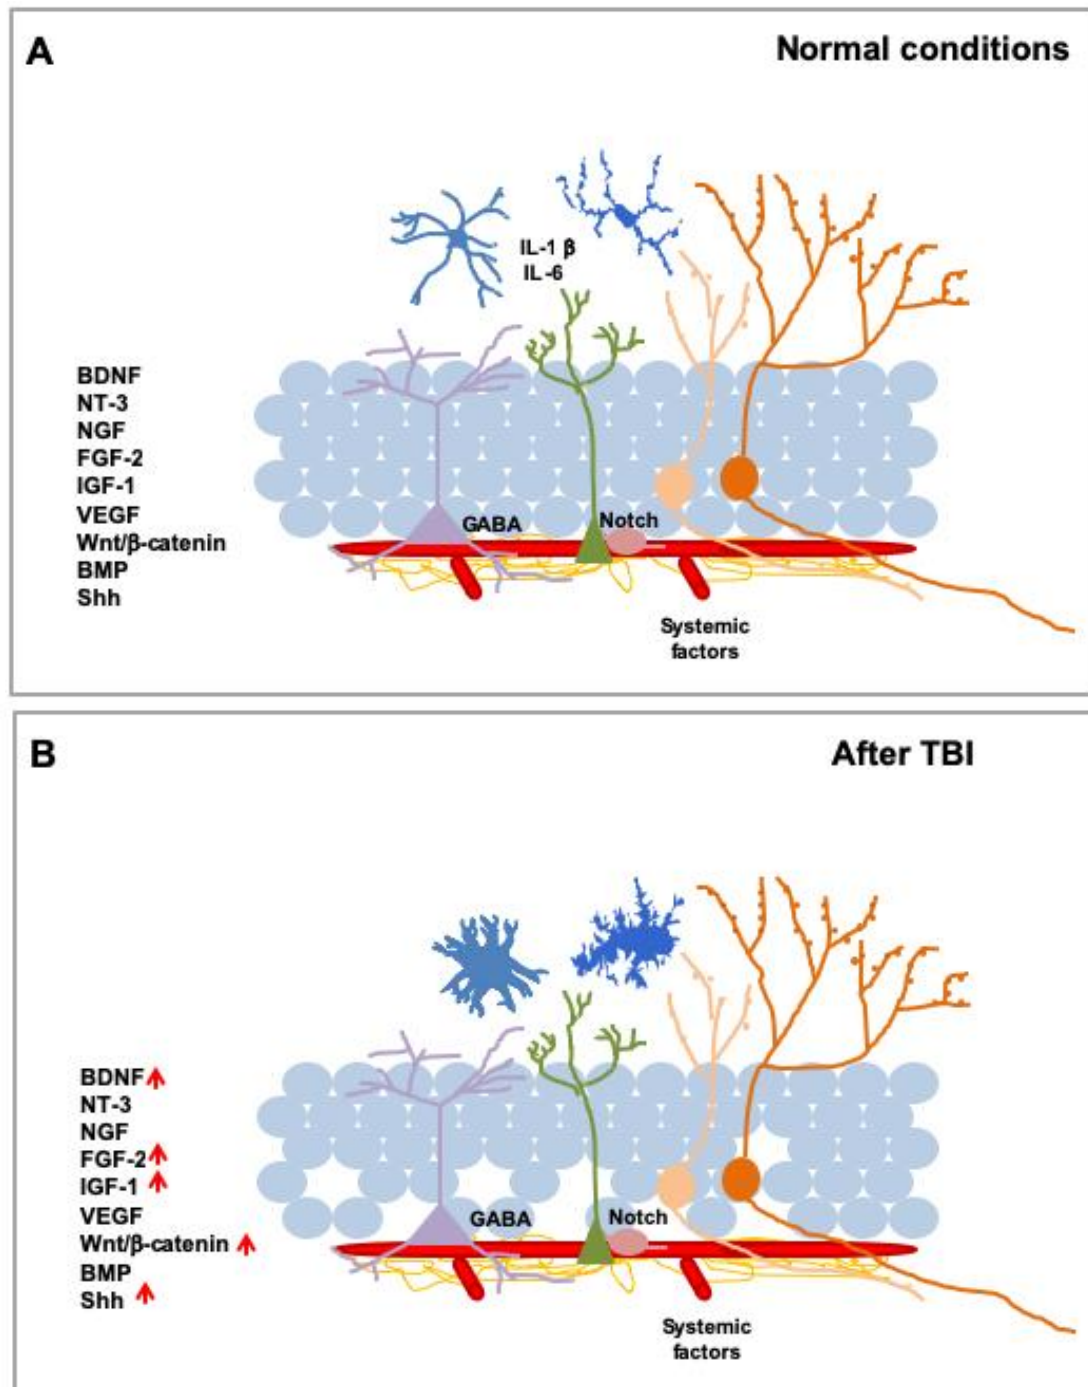 A
Normal conditions
IL-1 β
IL-6
BDNF
NT-3
NGF
FGF-2
IGF-1
VEGF
Wnt/β-catenin
BMP
Shh
GABA
Notch
Systemic
factors
B
After TBI
BDNF
NT-3
NGF
FGF-2
IGF-1
VEGF
Wnt/β-catenin
BMP
Shh
GABA
Notch
Systemic
factors